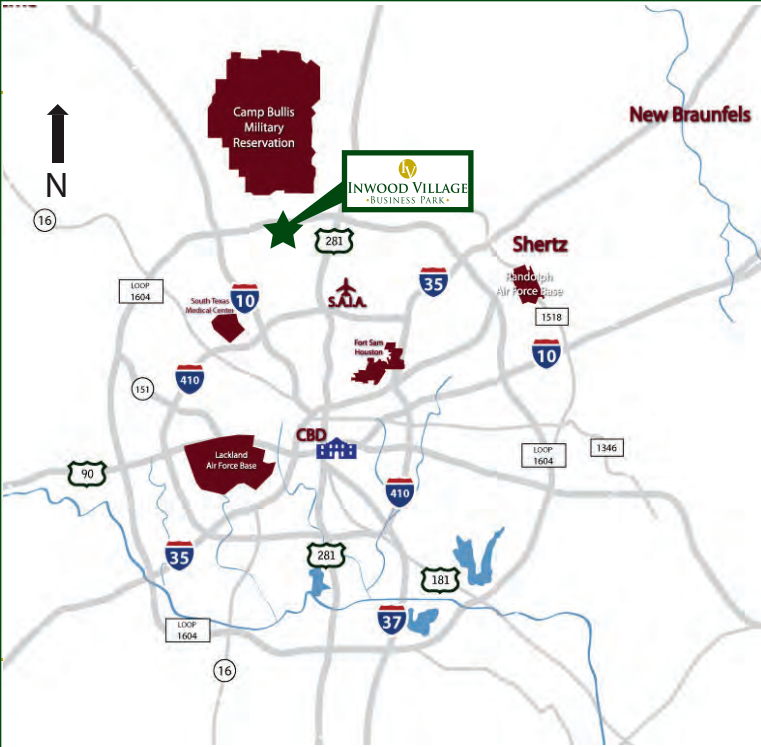 Camp Bullis
Military
Reservation
New Braunfels
N
IV
INWOOD VILLAGE
•BUSINESS PARK•
16
281
Shertz
Randolph
Air Force Base
LOOP
1604
South Texas
Medical Center
10
S.A.I.A.
35
1518
Fort Sam
Houston
10
410
151
CBD
Lackland
Air Force Base
90
LOOP
1604
1346
410
35
281
181
LOOP
1604
37
16